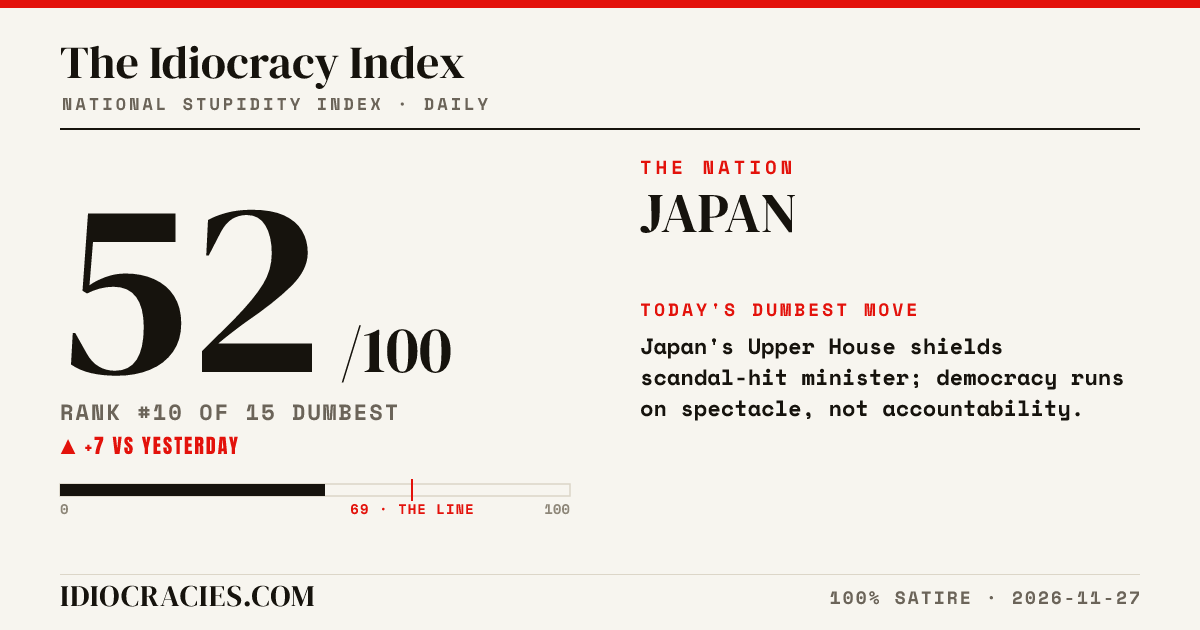 The Idiocracy Index
NATIONAL STUPIDITY INDEX · DAILY
52 /100
RANK #10 OF 15 DUMBEST
▲ +7 VS YESTERDAY
0
69 · THE LINE
100
THE NATION
JAPAN
TODAY'S DUMBEST MOVE
Japan's Upper House shields
scandal-hit minister; democracy runs
on spectacle, not accountability.
IDIOCRACIES.COM
100% SATIRE · 2026-11-27